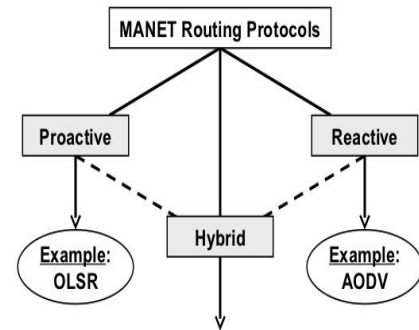 MANET Routing Protocols
Proactive
Reactive
Hybrid
Example:
OLSR
Example:
AODV